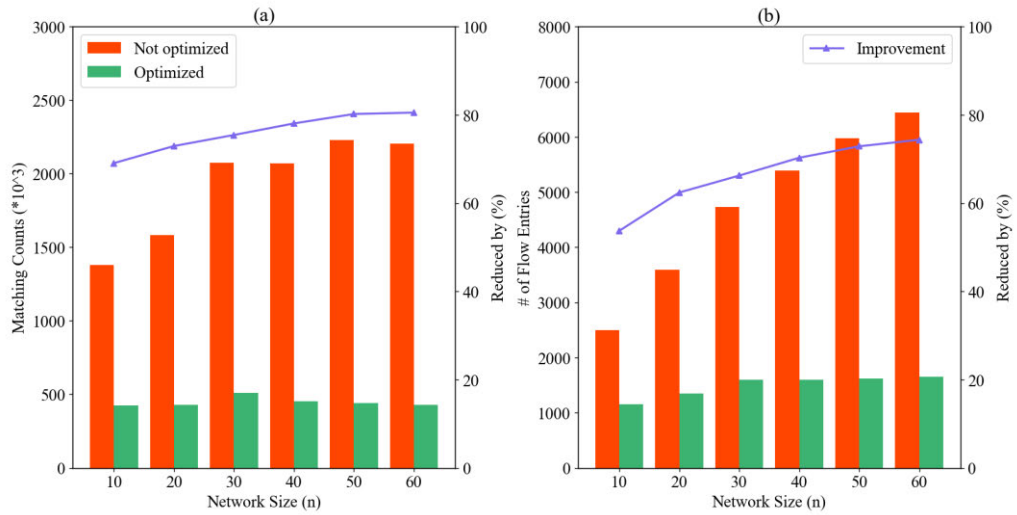 (a)
3000
2500
2000
1500
1000
500
0
Matching Counts (*10^3)
Not optimized
Optimized
100
80
60
40
20
0
Reduced by (%)
10 20 30 40 50 60
Network Size (n)
(b)
8000
7000
6000
5000
4000
3000
2000
1000
0
# of Flow Entries
Improvement
100
80
60
40
20
0
Reduced by (%)
10 20 30 40 50 60
Network Size (n)